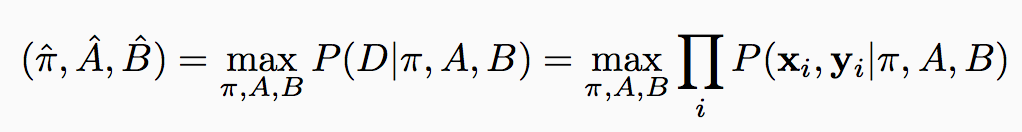 (π̂, Â, B̂) = max_{π,A,B} P(D|π, A, B) = max_{π,A,B} ∏_i P(𝐱_i, 𝐲_i|π, A, B)